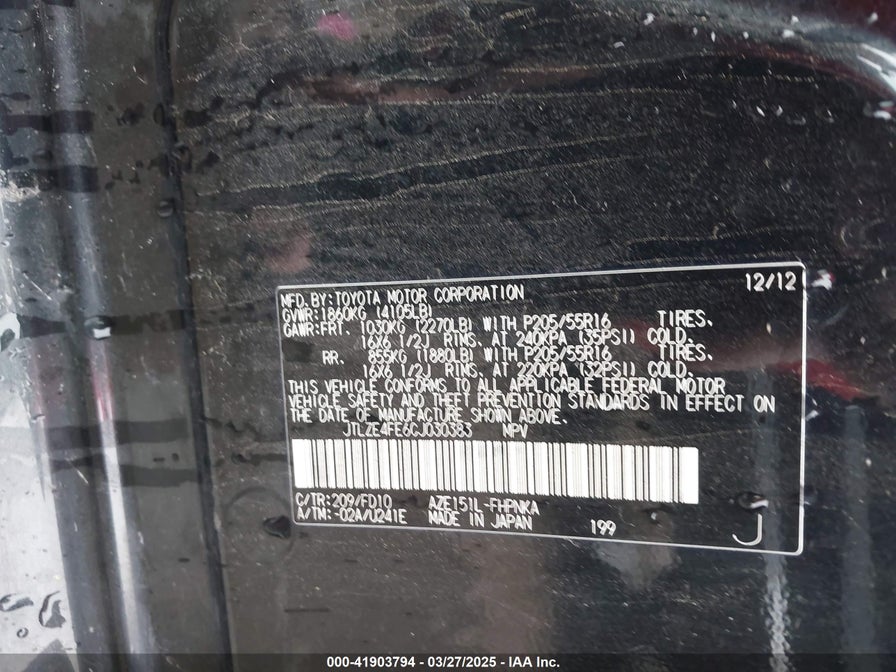 12/12
MFD. BY: TOYOTA MOTOR CORPORATION
GVWR: 1860KG (4105LB)
GAWR: FRT. 1030KG (2270LB) WITH P205/55R16 TIRES,
16X6 1/2J RIMS, AT 240KPA (35PSI) COLD.
RR. 855KG (1880LB) WITH P205/55R16 TIRES,
16X6 1/2J RIMS, AT 220KPA (32PSI) COLD.
THIS VEHICLE CONFORMS TO ALL APPLICABLE FEDERAL MOTOR
VEHICLE SAFETY AND THEFT PREVENTION STANDARDS IN EFFECT ON
THE DATE OF MANUFACTURE SHOWN ABOVE.
JTLZE4FE6CJ030383 MPV
C/TR: 209/FD10 AZE151L-FHPNKA
A/TM: -02A/U241E MADE IN JAPAN 199 J
000-41903794 - 03/27/2025 - IAA Inc.